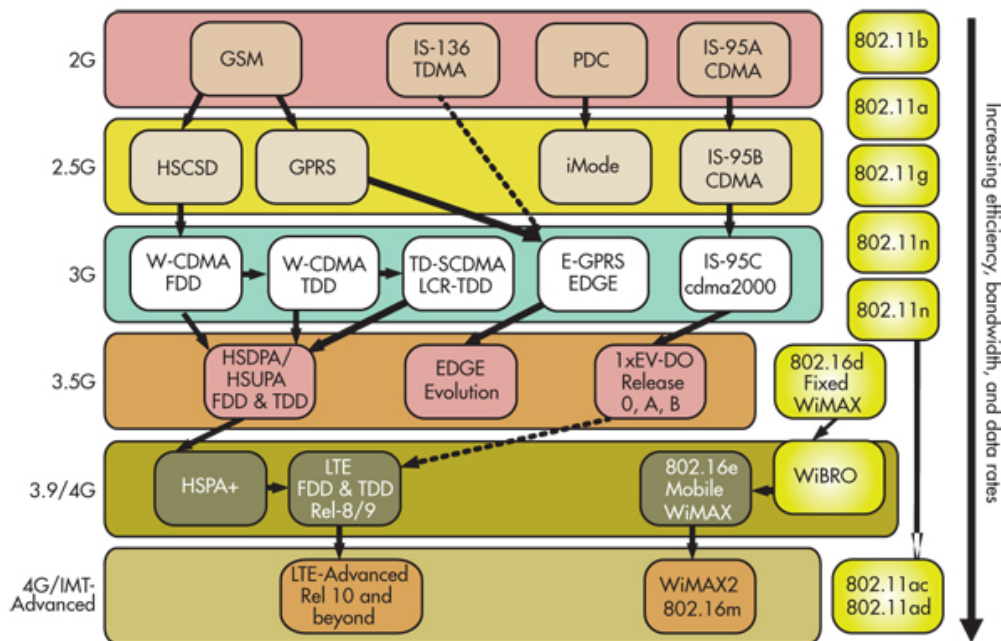 2G
GSM
IS-136
TDMA
PDC
IS-95A
CDMA
802.11b
802.11a
2.5G
HSCSD
GPRS
iMode
IS-95B
CDMA
802.11g
3G
W-CDMA
FDD
W-CDMA
TDD
TD-SCDMA
LCR-TDD
E-GPRS
EDGE
IS-95C
cdma2000
802.11n
802.11n
3.5G
HSDPA/
HSUPA
FDD & TDD
EDGE
Evolution
1xEV-DO
Release
0, A, B
802.16d
Fixed
WiMAX
3.9/4G
HSPA+
LTE
FDD & TDD
Rel-8/9
802.16e
Mobile
WiMAX
WiBRO
4G/IMT-
Advanced
LTE-Advanced
Rel 10 and
beyond
WiMAX2
802.16m
802.11ac
802.11ad
Increasing efficiency, bandwidth, and data rates